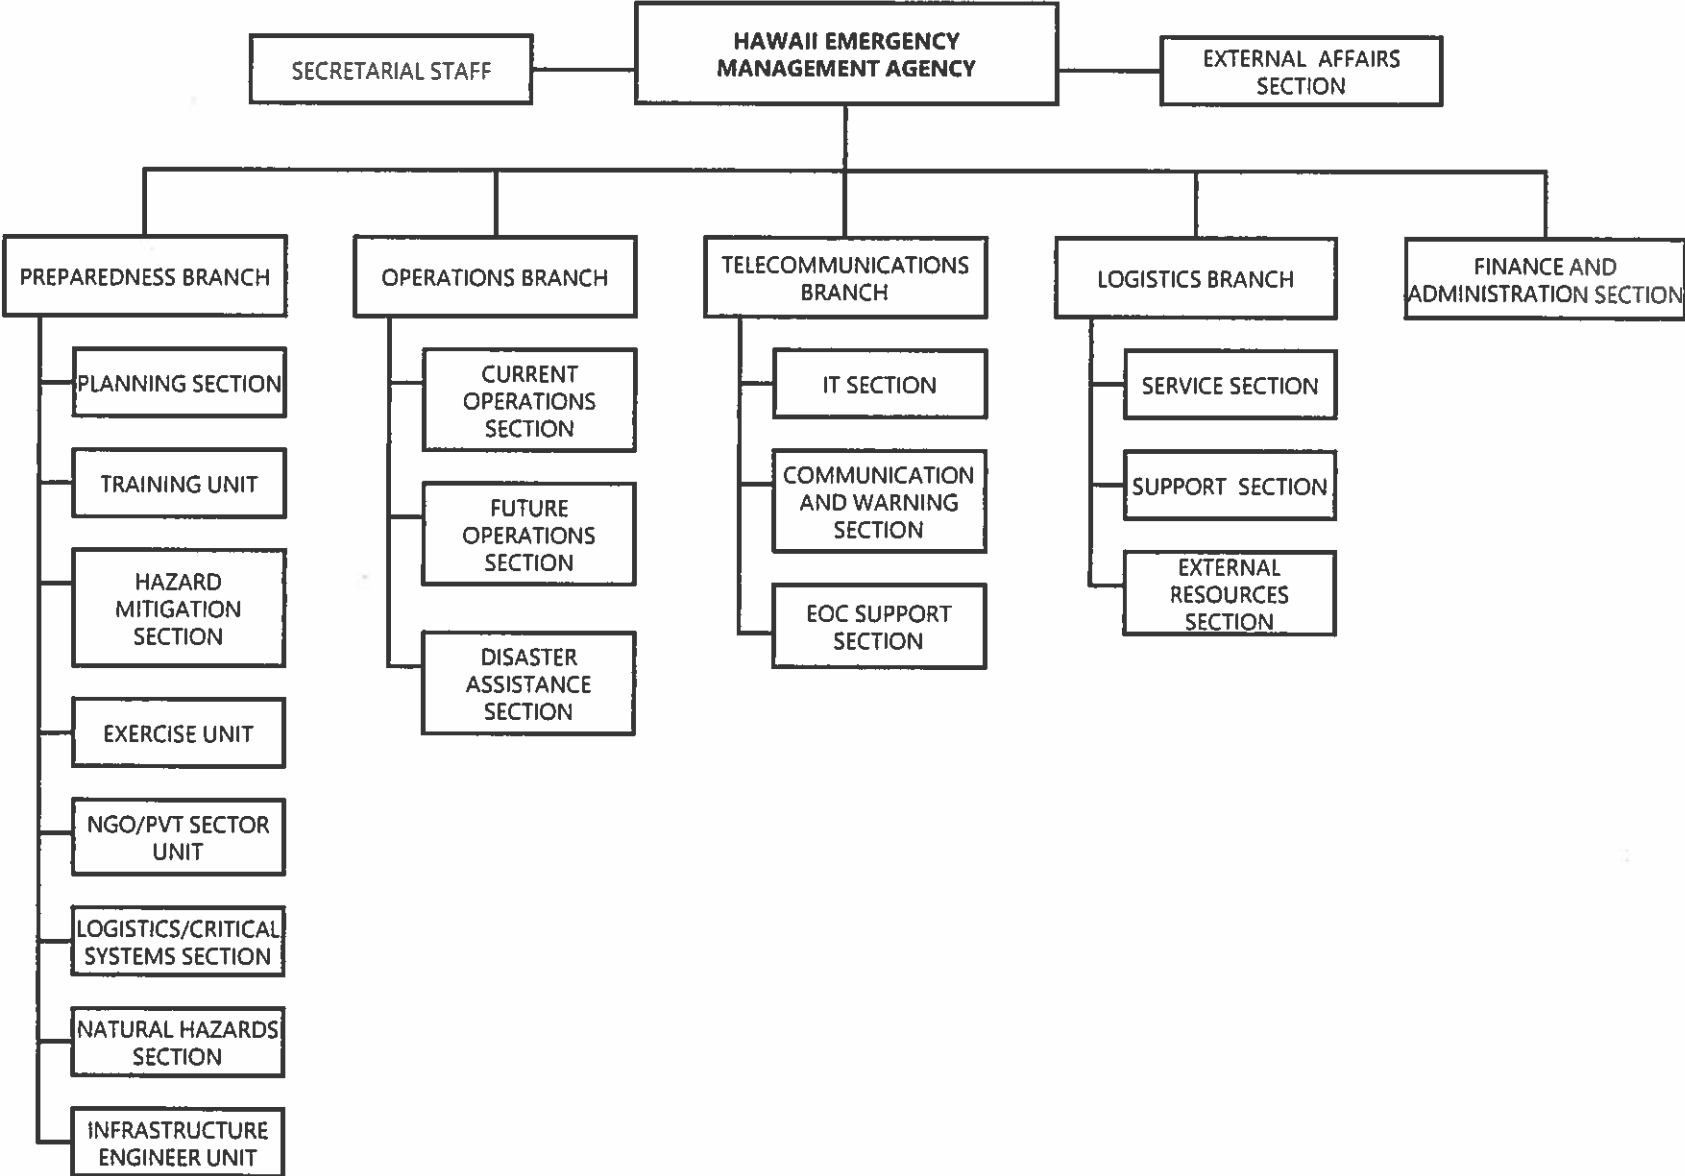 HAWAII EMERGENCY
MANAGEMENT AGENCY
SECRETARIAL STAFF
EXTERNAL AFFAIRS
SECTION
PREPAREDNESS BRANCH
PLANNING SECTION
TRAINING UNIT
HAZARD
MITIGATION
SECTION
EXERCISE UNIT
NGO/PVT SECTOR
UNIT
LOGISTICS/CRITICAL
SYSTEMS SECTION
NATURAL HAZARDS
SECTION
INFRASTRUCTURE
ENGINEER UNIT
OPERATIONS BRANCH
CURRENT
OPERATIONS
SECTION
FUTURE
OPERATIONS
SECTION
DISASTER
ASSISTANCE
SECTION
TELECOMMUNICATIONS
BRANCH
IT SECTION
COMMUNICATION
AND WARNING
SECTION
EOC SUPPORT
SECTION
LOGISTICS BRANCH
SERVICE SECTION
SUPPORT SECTION
EXTERNAL
RESOURCES
SECTION
FINANCE AND
ADMINISTRATION SECTION